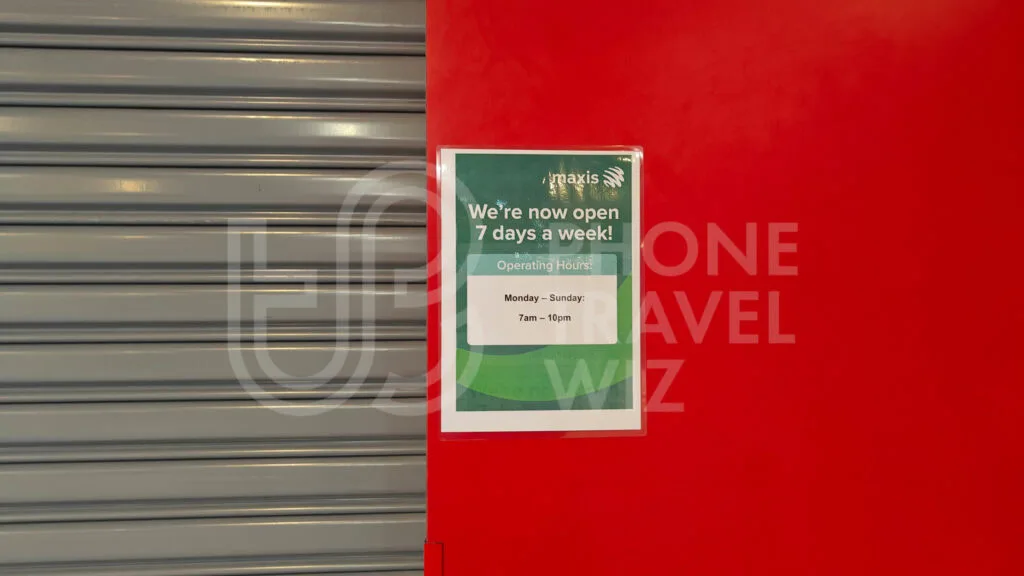 maxis
We're now open
7 days a week!
Operating Hours:
Monday – Sunday:
7am – 10pm
PHONE
TRAVEL
WIZ